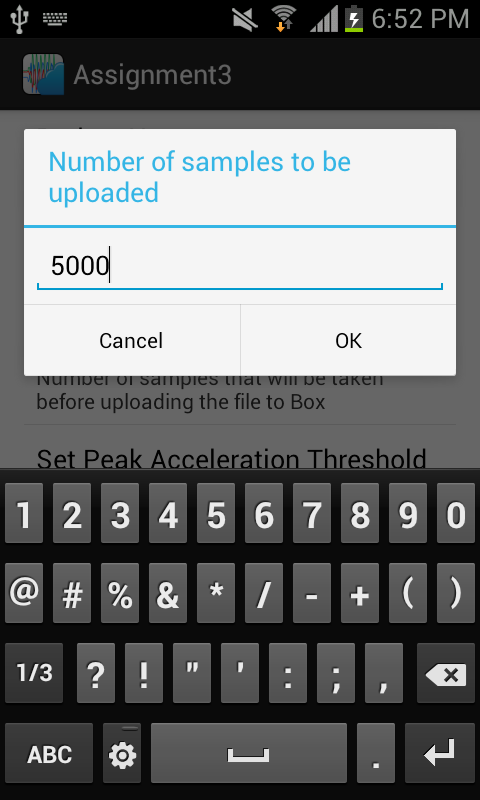 6:52 PM
Assignment3
Number of samples to be
uploaded
5000
Cancel OK
Number of samples that will be taken
before uploading the file to Box
Set Peak Acceleration Threshold
1 2 3 4 5 6 7 8 9 0
@ # % & * / - + ( )
1/3 ? ! " ' : ; ,
ABC .